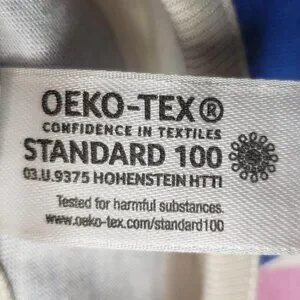 OEKO-TEX®
CONFIDENCE IN TEXTILES
STANDARD 100
03.U.9375 HOHENSTEIN HTTI
Tested for harmful substances.
www.oeko-tex.com/standard100